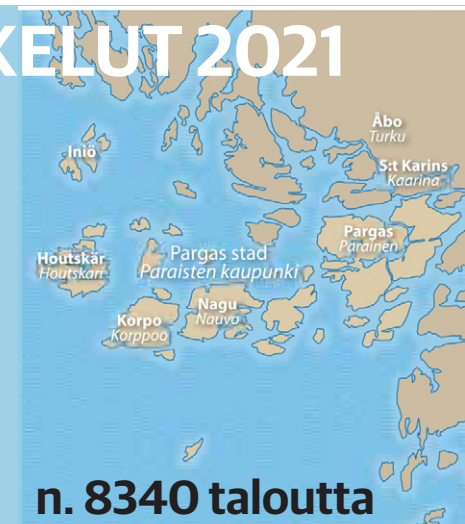 KELUT 2021
Åbo
Turku
Iniö
S:t Karins
Kaarina
Pargas
Parainen
Pargas stad
Paraisten kaupunki
Houtskär
Houtskari
Nagu
Nauvo
Korpo
Korppoo
n. 8340 taloutta